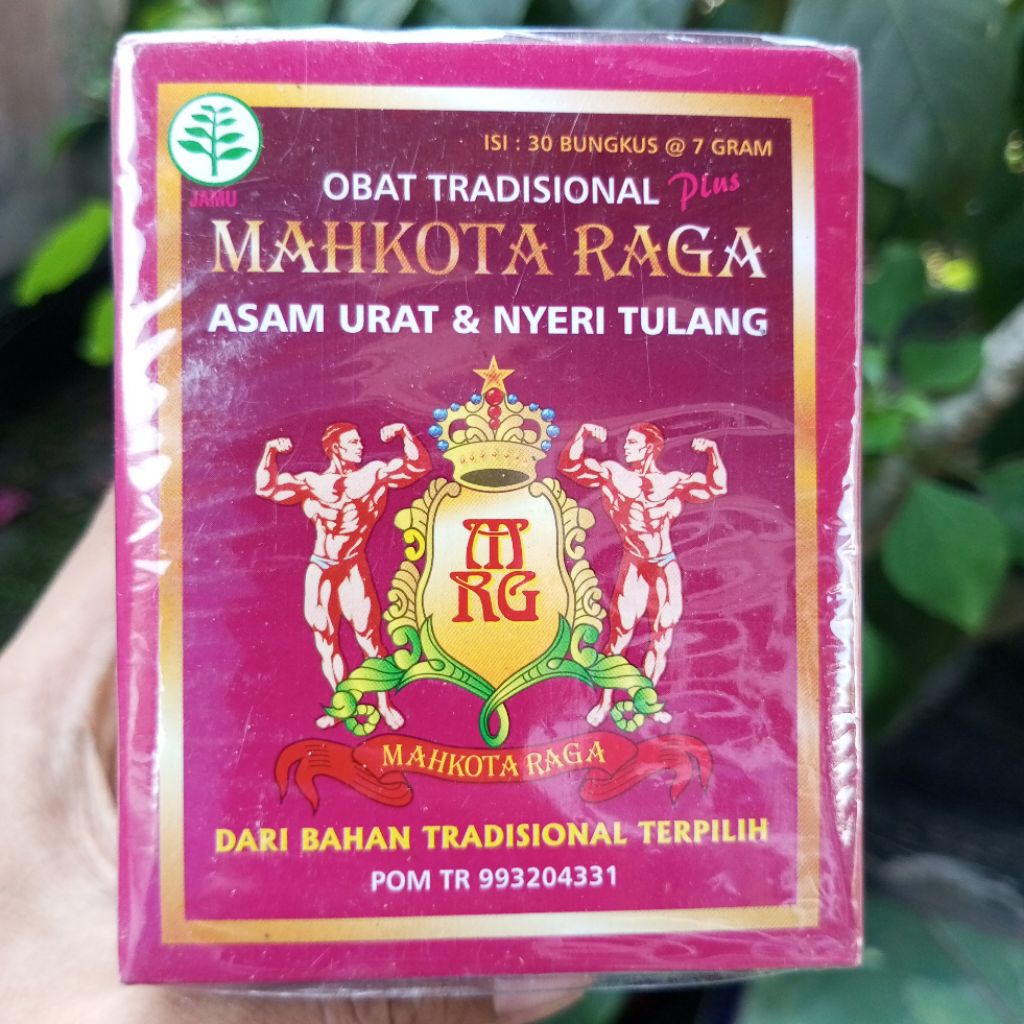 ISI : 30 BUNGKUS @ 7 GRAM
JAMU
OBAT TRADISIONAL Plus
MAHKOTA RAGA
ASAM URAT & NYERI TULANG
M
RG
MAHKOTA RAGA
DARI BAHAN TRADISIONAL TERPILIH
POM TR 993204331